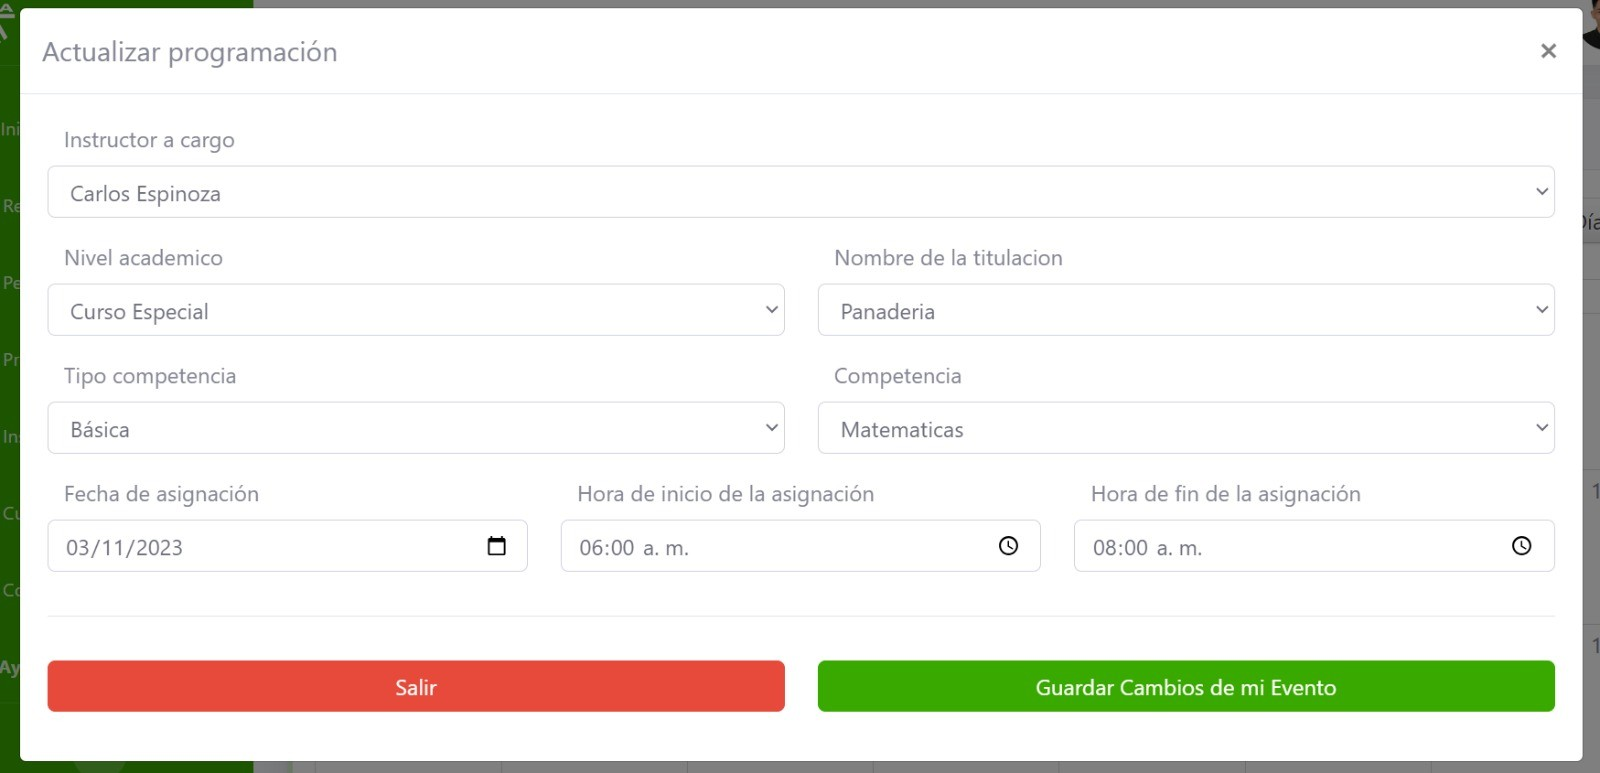 Actualizar programación
×
Instructor a cargo
Carlos Espinoza
Nivel academico
Nombre de la titulacion
Curso Especial
Panaderia
Tipo competencia
Competencia
Básica
Matematicas
Fecha de asignación
Hora de inicio de la asignación
Hora de fin de la asignación
03/11/2023
06:00 a. m.
08:00 a. m.
Salir
Guardar Cambios de mi Evento